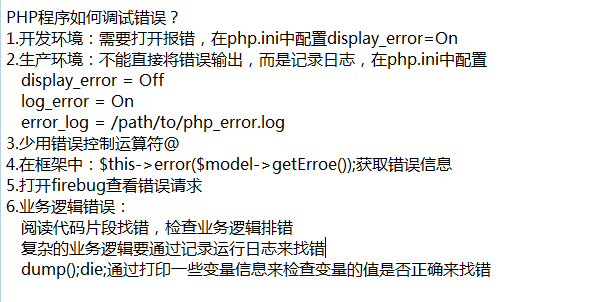 PHP程序如何调试错误？
1.开发环境：需要打开报错，在php.ini中配置display_error=On
2.生产环境：不能直接将错误输出，而是记录日志，在php.ini中配置
display_error = Off
log_error = On
error_log = /path/to/php_error.log
3.少用错误控制运算符@
4.在框架中：$this->error($model->getErroe());获取错误信息
5.打开firebug查看错误请求
6.业务逻辑错误：
阅读代码片段找错，检查业务逻辑排错
复杂的业务逻辑要通过记录运行日志来找错
dump();die;通过打印一些变量信息来检查变量的值是否正确来找错